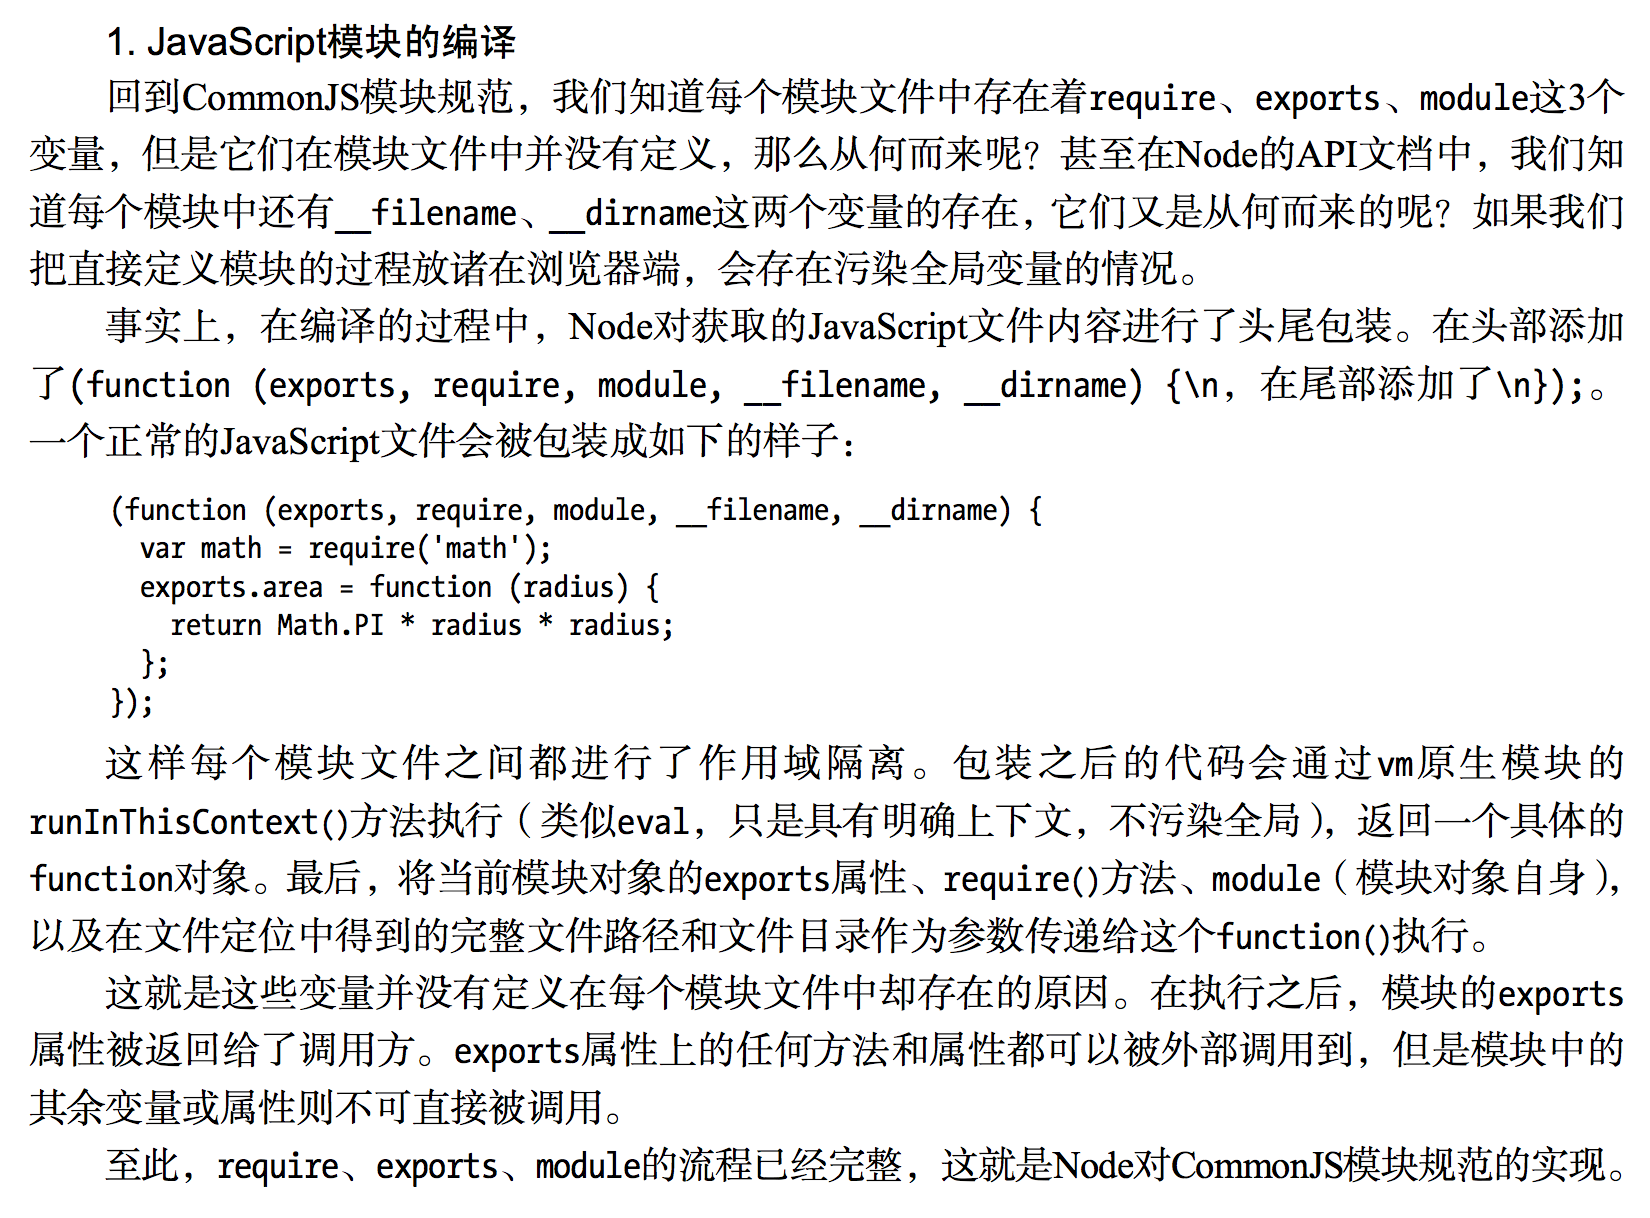 1. JavaScript模块的编译
回到CommonJS模块规范，我们知道每个模块文件中存在着require、exports、module这3个
变量，但是它们在模块文件中并没有定义，那么从何而来呢？甚至在Node的API文档中，我们知
道每个模块中还有__filename、__dirname这两个变量的存在，它们又是从何而来的呢？如果我们
把直接定义模块的过程放诸在浏览器端，会存在污染全局变量的情况。
事实上，在编译的过程中，Node对获取的JavaScript文件内容进行了头尾包装。在头部添加
了(function (exports, require, module, __filename, __dirname) {\n，在尾部添加了\n});。
一个正常的JavaScript文件会被包装成如下的样子：
(function (exports, require, module, __filename, __dirname) {
  var math = require('math');
  exports.area = function (radius) {
    return Math.PI * radius * radius;
  };
});
这样每个模块文件之间都进行了作用域隔离。包装之后的代码会通过vm原生模块的
runInThisContext()方法执行（类似eval，只是具有明确上下文，不污染全局），返回一个具体的
function对象。最后，将当前模块对象的exports属性、require()方法、module（模块对象自身），
以及在文件定位中得到的完整文件路径和文件目录作为参数传递给这个function()执行。
这就是这些变量并没有定义在每个模块文件中却存在的原因。在执行之后，模块的exports
属性被返回给了调用方。exports属性上的任何方法和属性都可以被外部调用到，但是模块中的
其余变量或属性则不可直接被调用。
至此，require、exports、module的流程已经完整，这就是Node对CommonJS模块规范的实现。